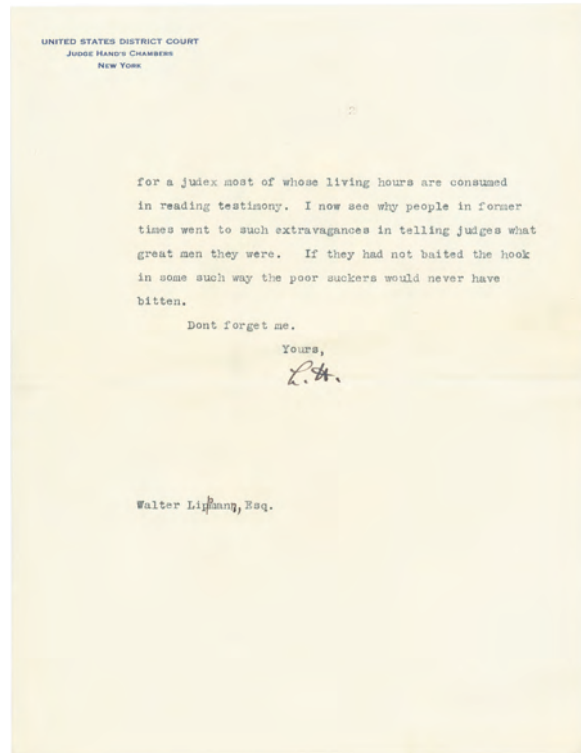 UNITED STATES DISTRICT COURT
JUDGE HAND'S CHAMBERS
NEW YORK
2
for a judex most of whose living hours are consumed
in reading testimony. I now see why people in former
times went to such extravagances in telling judges what
great men they were. If they had not baited the hook
in some such way the poor suckers would never have
bitten.
Dont forget me.
Yours,
L.H.
Walter Lippmann, Esq.